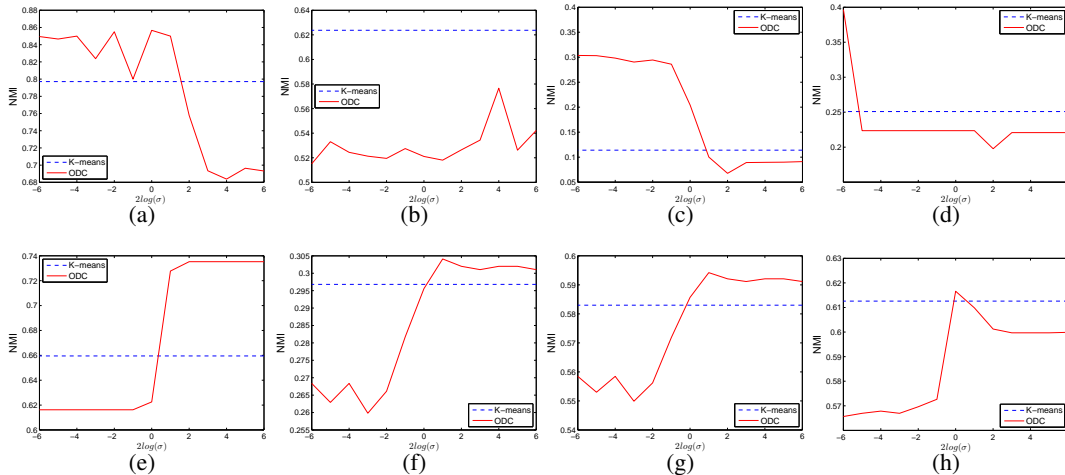 0.88
0.86
0.84
0.82
0.8
0.78
0.76
0.74
0.72
0.7
0.68
NMI
K−means
ODC
−6 −4 −2 0 2 4 6
2log(σ)
(a)
0.64
0.62
0.6
0.58
0.56
0.54
0.52
0.5
NMI
K−means
ODC
−6 −4 −2 0 2 4 6
2log(σ)
(b)
0.4
0.35
0.3
0.25
0.2
0.15
0.1
0.05
NMI
K−means
ODC
−6 −4 −2 0 2 4 6
2log(σ)
(c)
0.4
0.35
0.3
0.25
0.2
NMI
K−means
ODC
−6 −4 −2 0 2 4 6
2log(σ)
(d)
0.74
0.72
0.7
0.68
0.66
0.64
0.62
0.6
NMI
K−means
ODC
−6 −4 −2 0 2 4 6
2log(σ)
(e)
0.305
0.3
0.295
0.29
0.285
0.28
0.275
0.27
0.265
0.26
0.255
NMI
K−means
ODC
−6 −4 −2 0 2 4 6
2log(σ)
(f)
0.6
0.59
0.58
0.57
0.56
0.55
0.54
NMI
K−means
ODC
−6 −4 −2 0 2 4 6
2log(σ)
(g)
0.63
0.62
0.61
0.6
0.59
0.58
0.57
NMI
K−means
ODC
−6 −4 −2 0 2 4 6
2log(σ)
(h)